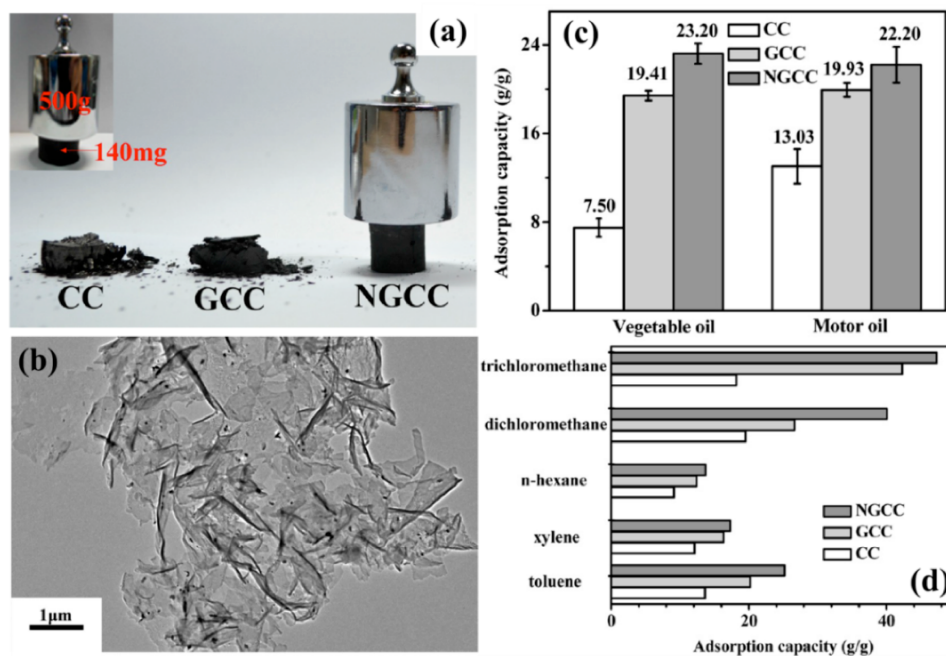 (a)
500g
140mg
CC
GCC
NGCC
(b)
1μm
(c)
CC
GCC
NGCC
Adsorption capacity (g/g)
24
16
8
0
7.50
19.41
23.20
13.03
19.93
22.20
Vegetable oil
Motor oil
trichloromethane
dichloromethane
n-hexane
xylene
toluene
NGCC
GCC
CC
(d)
0
20
40
Adsorption capacity (g/g)